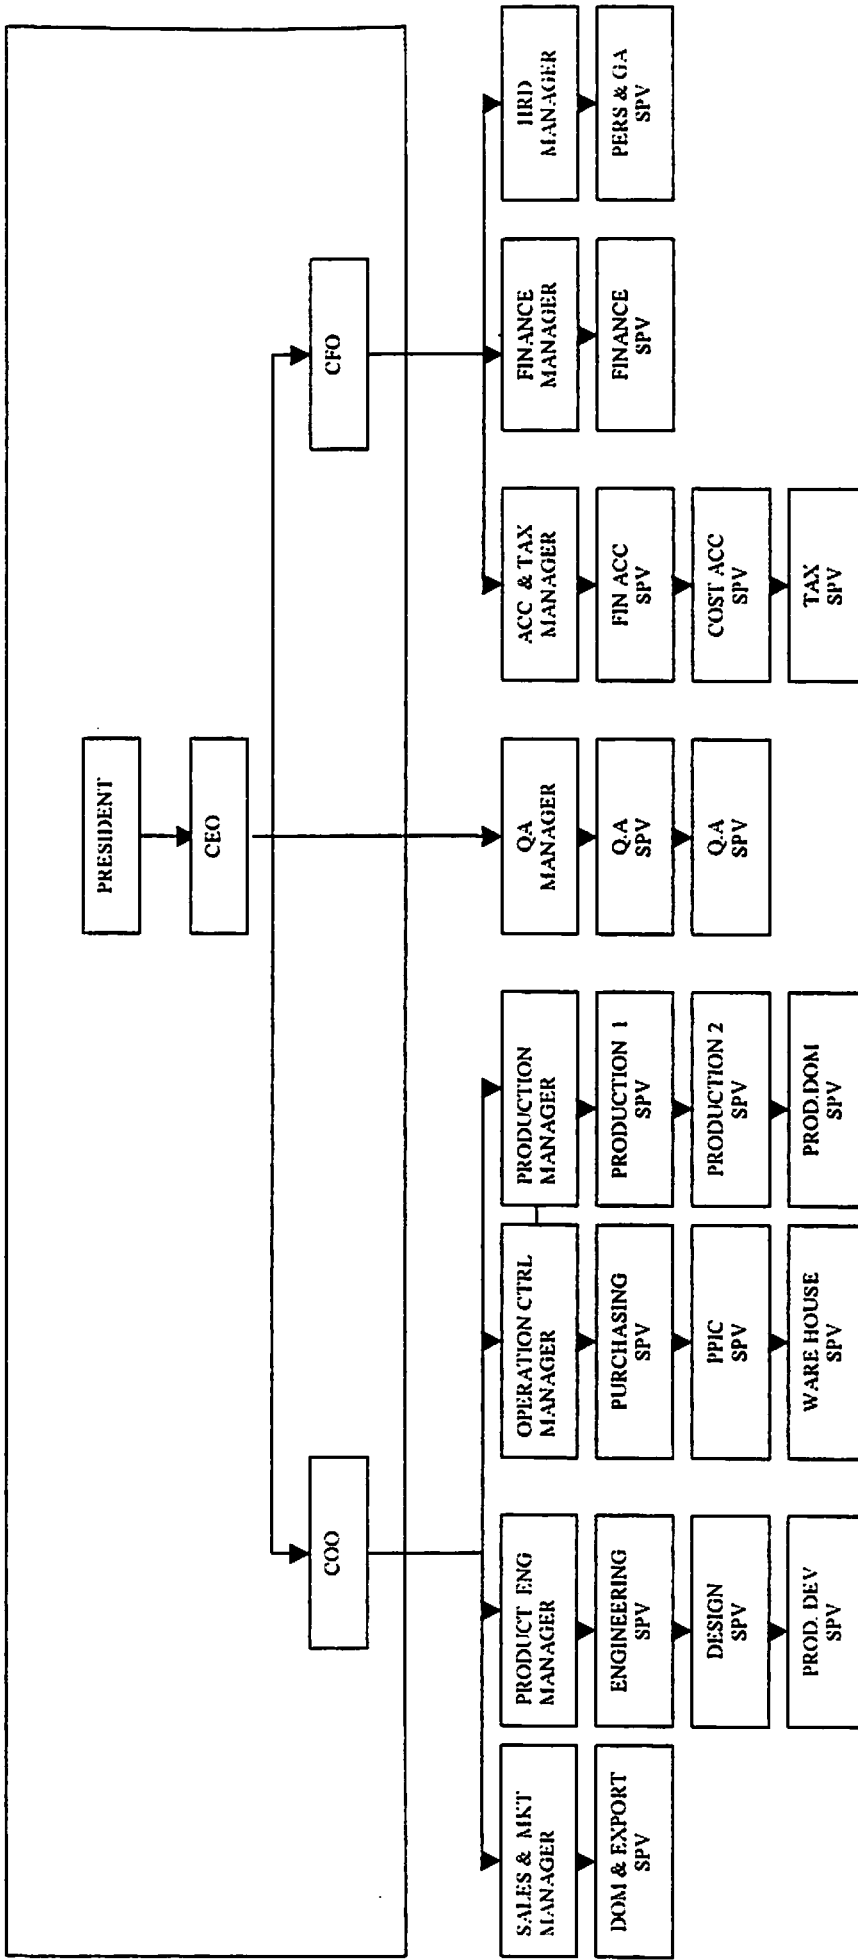 PRESIDENT
CEO
COO
CFO
SALES & MKT
MANAGER
PRODUCT ENG
MANAGER
OPERATION CTRL
MANAGER
PRODUCTION
MANAGER
QA
MANAGER
ACC & TAX
MANAGER
FINANCE
MANAGER
HRD
MANAGER
DOM & EXPORT
SPV
ENGINEERING
SPV
PURCHASING
SPV
PRODUCTION 1
SPV
Q.A
SPV
FIN ACC
SPV
FINANCE
SPV
PERS & GA
SPV
DESIGN
SPV
PPIC
SPV
PRODUCTION 2
SPV
Q.A
SPV
COST ACC
SPV
PROD. DEV
SPV
WARE HOUSE
SPV
PROD.DOM
SPV
TAX
SPV